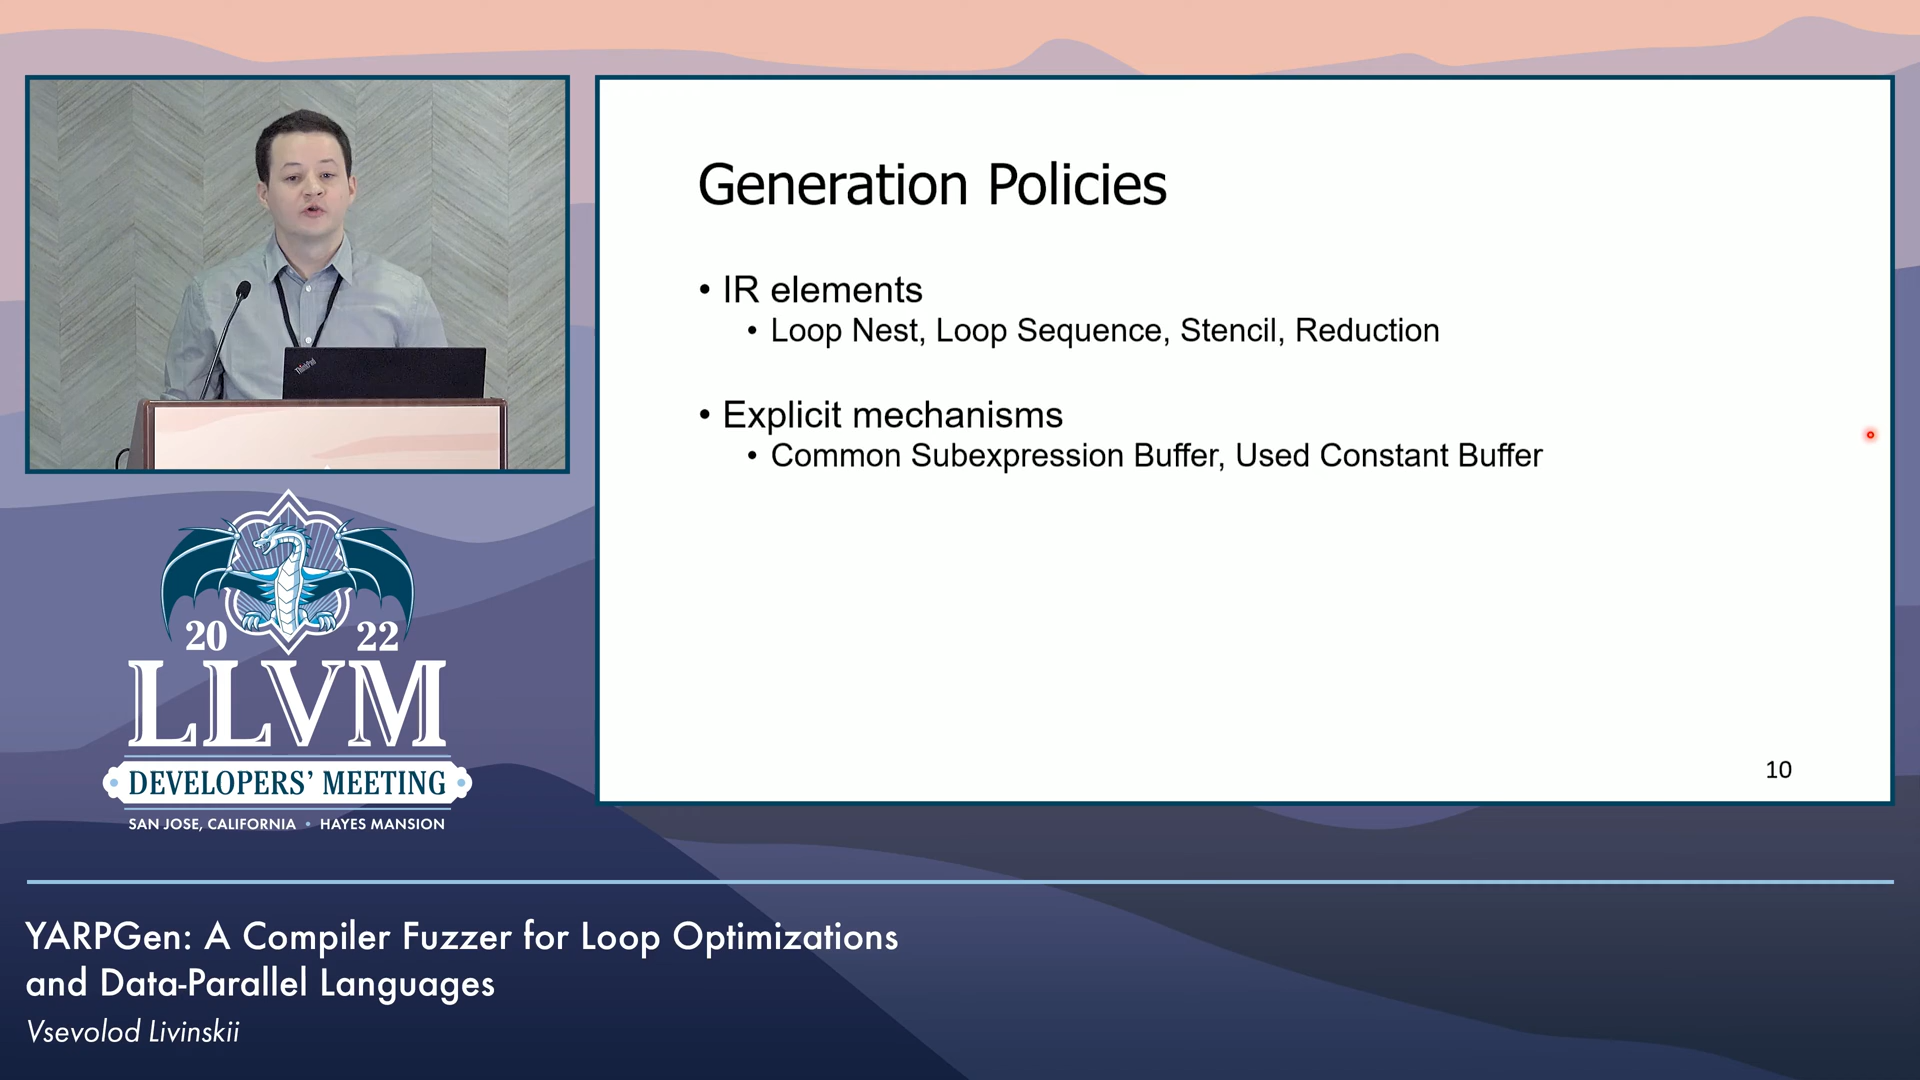 Generation Policies
• IR elements
• Loop Nest, Loop Sequence, Stencil, Reduction
• Explicit mechanisms
• Common Subexpression Buffer, Used Constant Buffer
10
ThinkPad
20 22
LLVM
DEVELOPERS' MEETING
SAN JOSE, CALIFORNIA • HAYES MANSION
YARPGen: A Compiler Fuzzer for Loop Optimizations
and Data-Parallel Languages
Vsevolod Livinskii